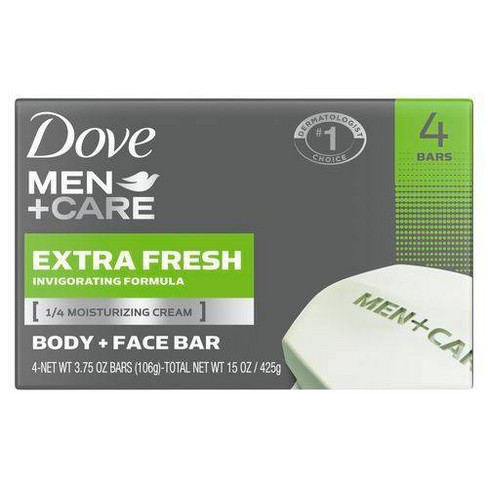 Dove
MEN
+CARE
DERMATOLOGIST
#1
CHOICE
4
BARS
EXTRA FRESH
INVIGORATING FORMULA
[ 1/4 MOISTURIZING CREAM ]
BODY + FACE BAR
4-NET WT 3.75 OZ BARS (106g)-TOTAL NET WT 15 OZ / 425g
MEN+CAR